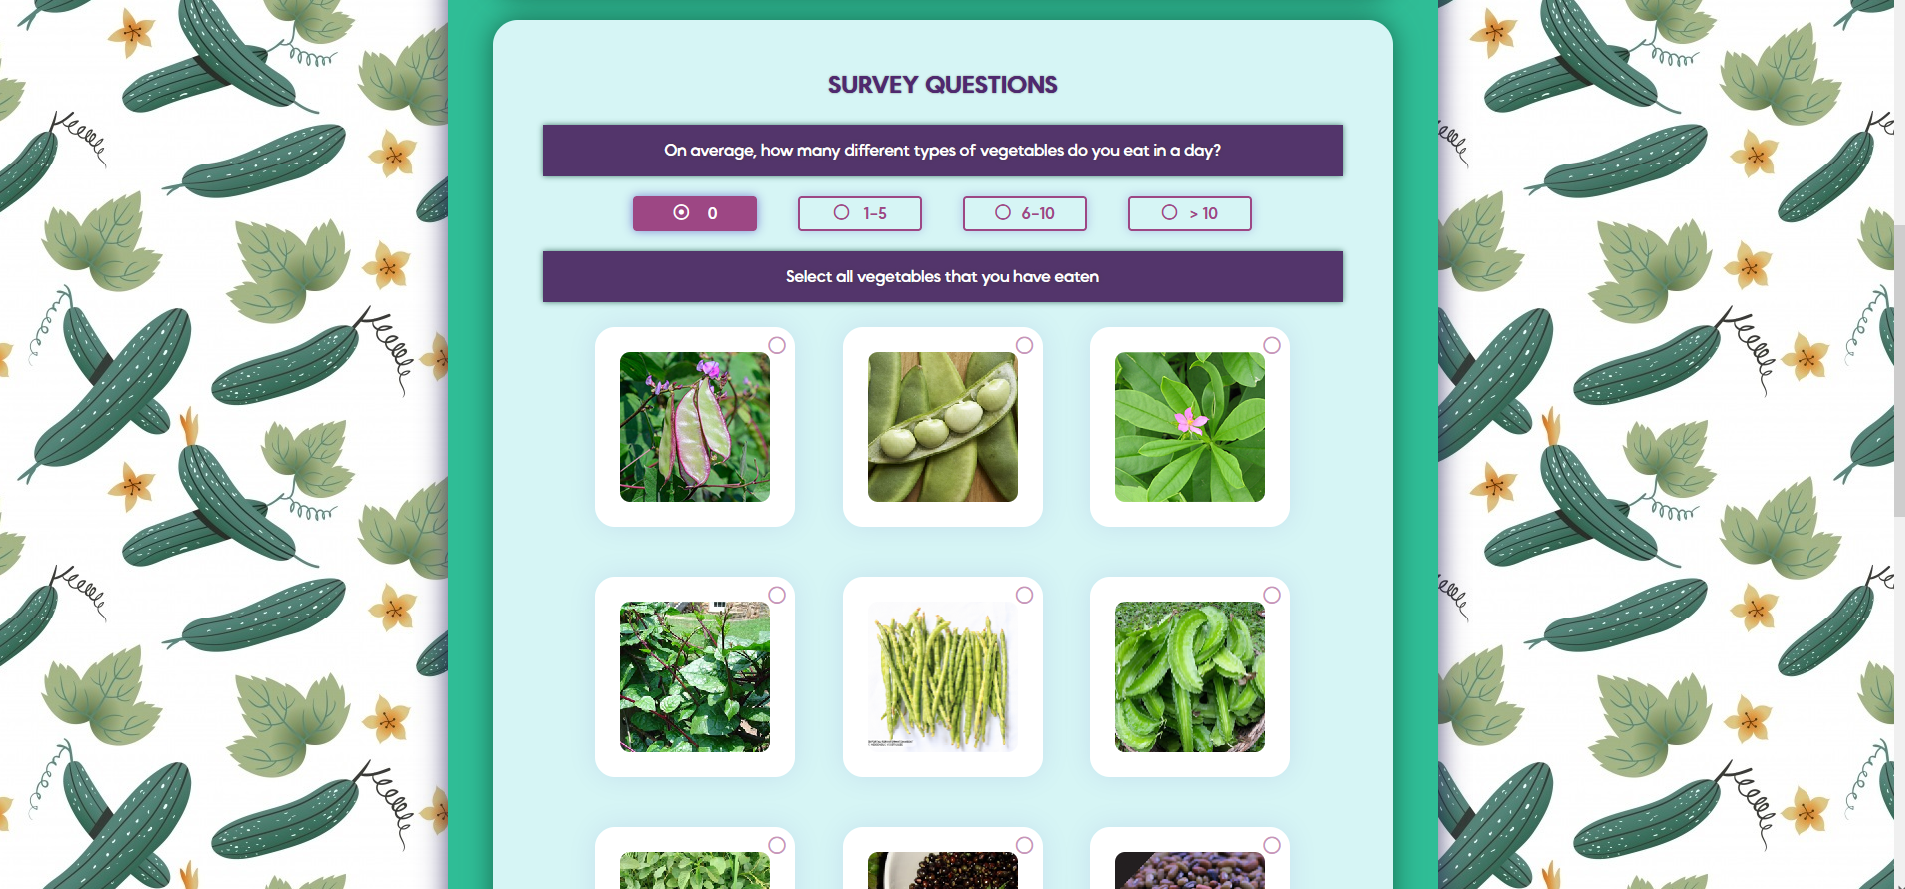 SURVEY QUESTIONS
On average, how many different types of vegetables do you eat in a day?
0
1-5
6-10
> 10
Select all vegetables that you have eaten